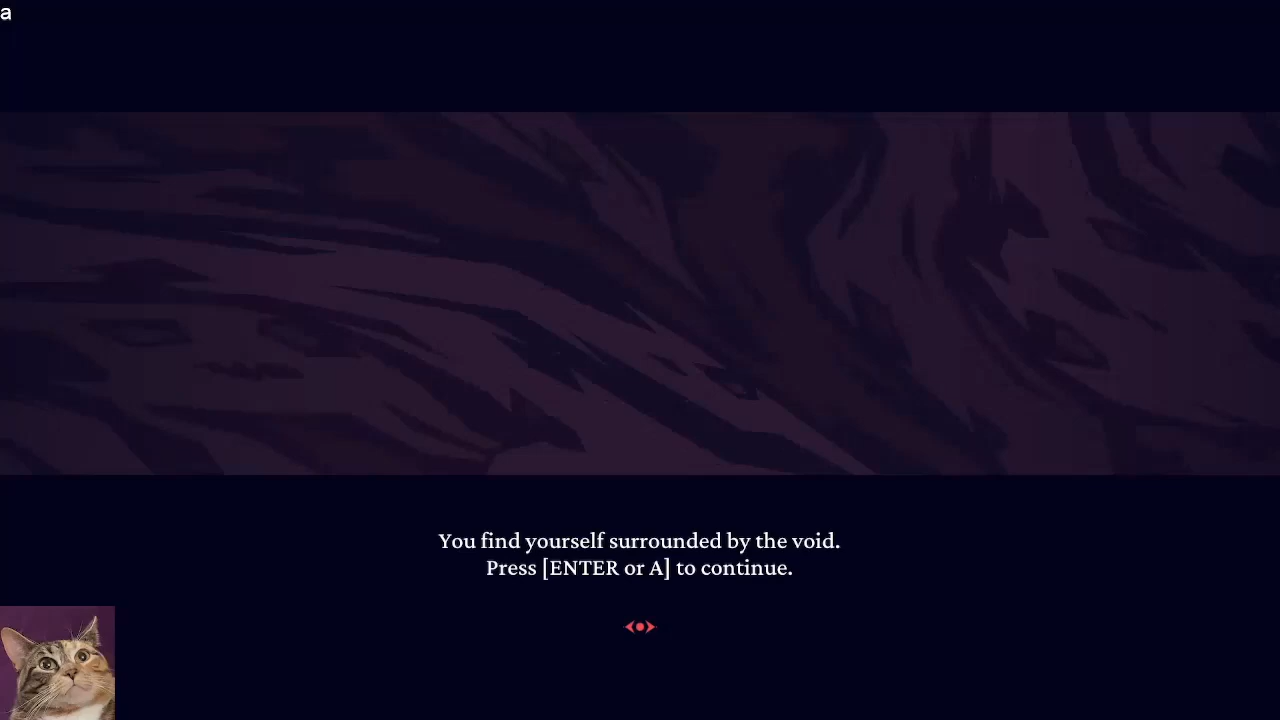 a
You find yourself surrounded by the void.
Press [ENTER or A] to continue.